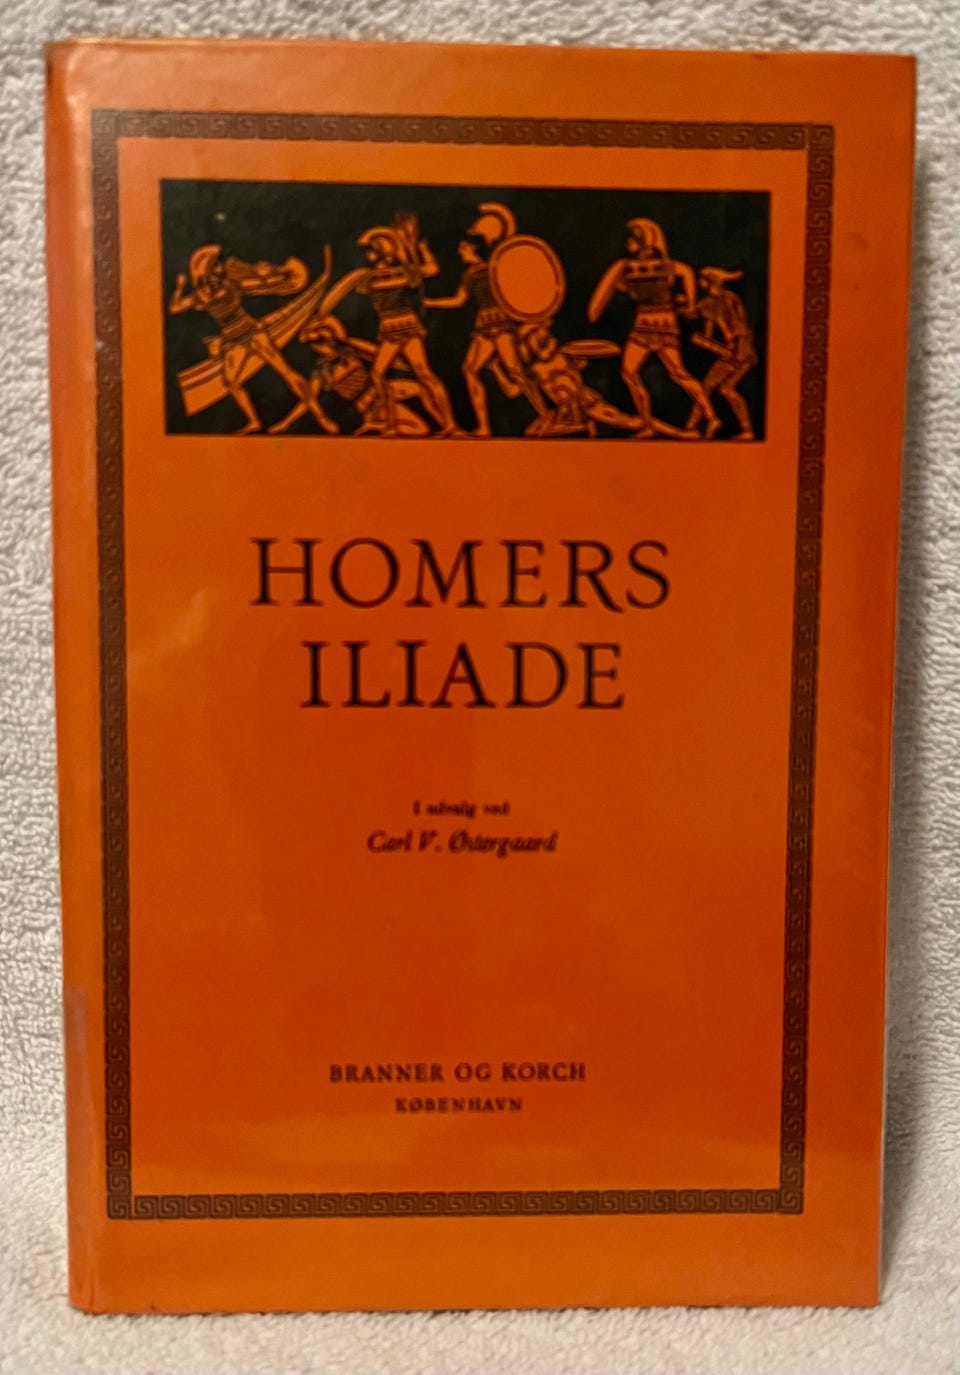 HOMERS
ILIADE
I udvalg ved
Carl V. Østergaard
BRANNER OG KORCH
KØBENHAVN